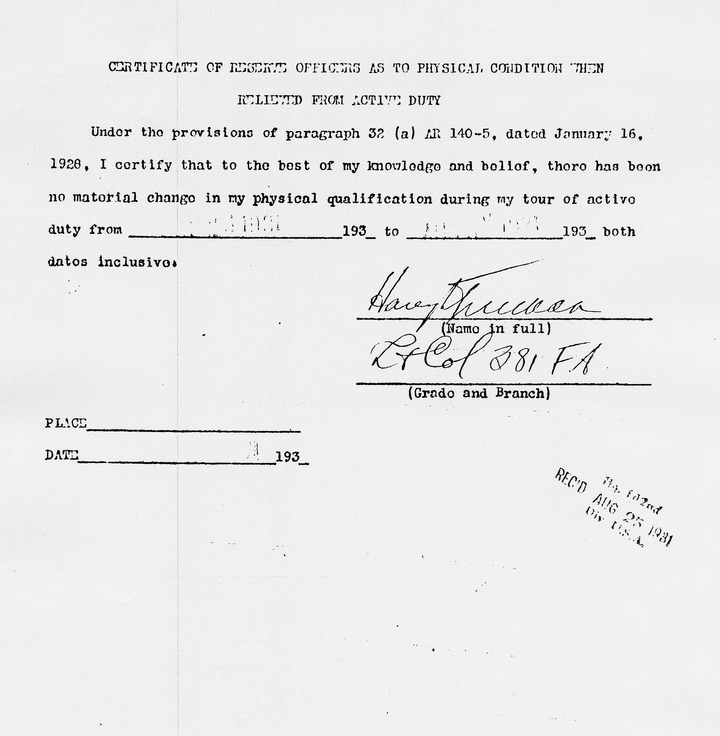 CERTIFICATE OF RESERVE OFFICERS AS TO PHYSICAL CONDITION WHEN
RELIEVED FROM ACTIVE DUTY
Under the provisions of paragraph 32 (a) AR 140-5, dated January 16,
1928, I certify that to the best of my knowledge and belief, there has been
no material change in my physical qualification during my tour of active
duty from 1931 193_ to 193_ both
dates inclusive.
Harry S Truman
(Name in full)
Lt Col 381 FA
(Grade and Branch)
PLACE
DATE 193_
Hq. 102nd
REC'D AUG 25 1931
Div. U.S.A.